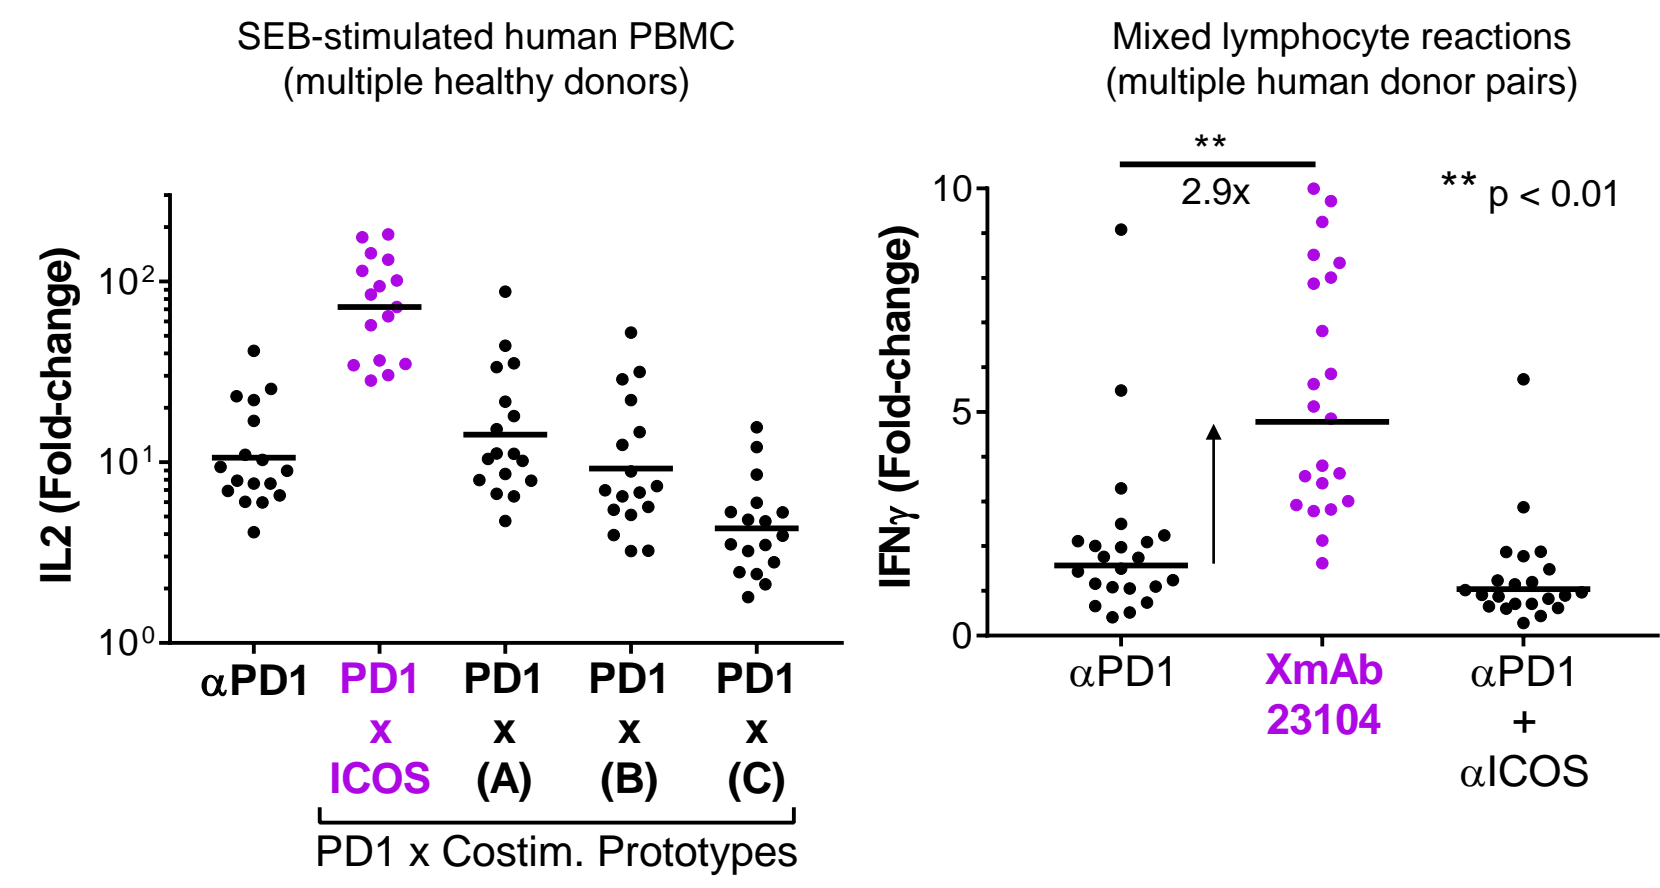 SEB-stimulated human PBMC
(multiple healthy donors)
IL2 (Fold-change)
10²
10¹
10⁰
αPD1
PD1
x
ICOS
PD1
x
(A)
PD1
x
(B)
PD1
x
(C)
PD1 x Costim. Prototypes
Mixed lymphocyte reactions
(multiple human donor pairs)
**
2.9x
** p < 0.01
IFNγ (Fold-change)
10
5
0
αPD1
XmAb
23104
αPD1
+
αICOS